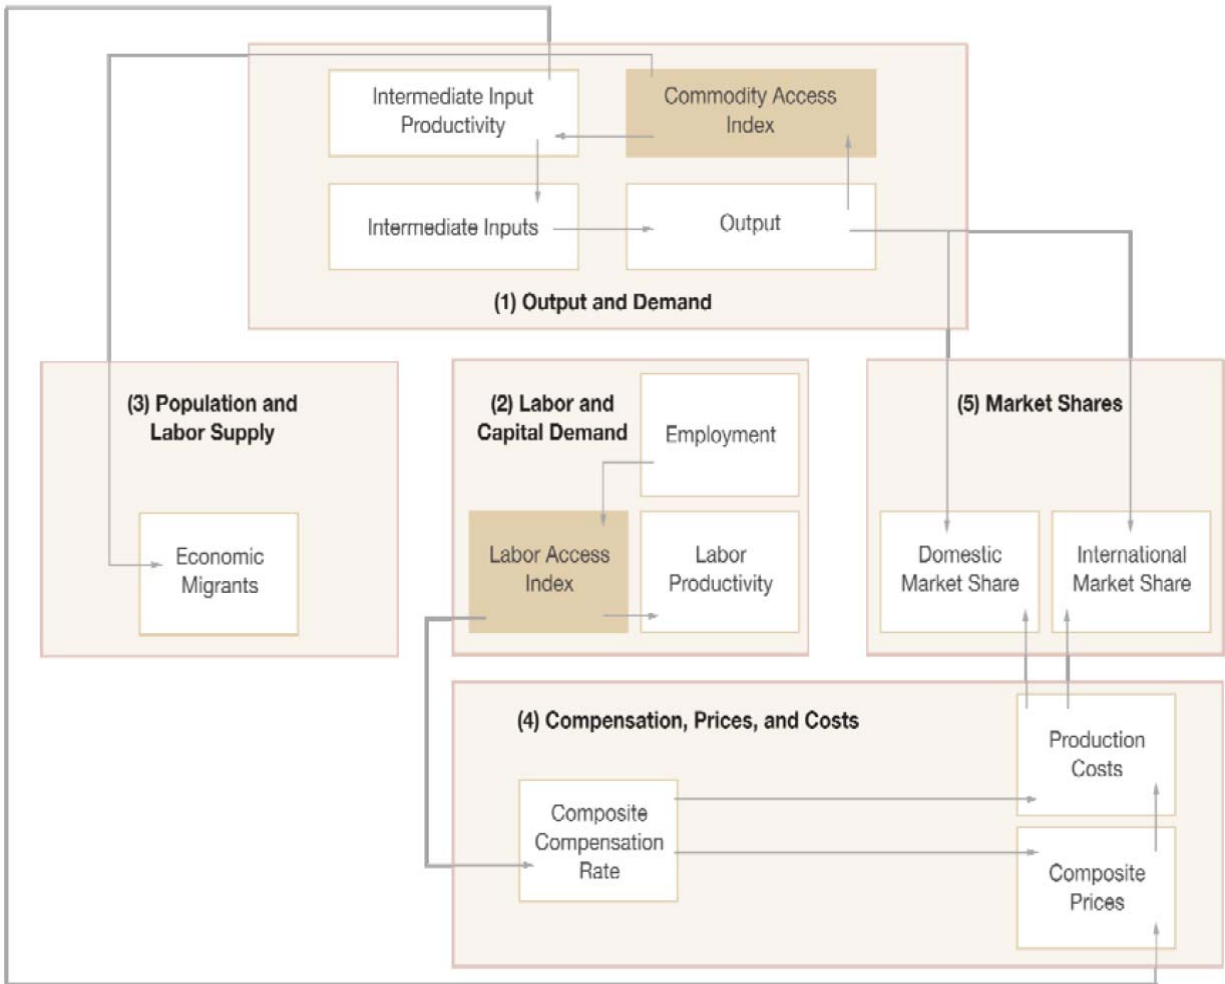 Intermediate Input
Productivity
Commodity Access
Index
Intermediate Inputs
Output
(1) Output and Demand
(3) Population and
Labor Supply
Economic
Migrants
(2) Labor and
Capital Demand
Employment
Labor Access
Index
Labor
Productivity
(5) Market Shares
Domestic
Market Share
International
Market Share
(4) Compensation, Prices, and Costs
Production
Costs
Composite
Compensation
Rate
Composite
Prices